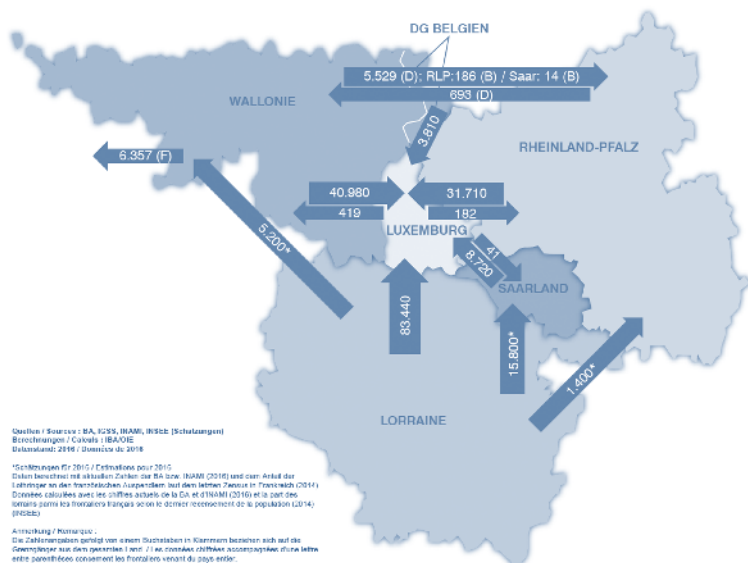 DG BELGIEN
5.529 (D); RLP:186 (B) / Saar: 14 (B)
693 (D)
WALLONIE
3.810
RHEINLAND-PFALZ
6.357 (F)
40.980
31.710
419
182
LUXEMBURG
5.200*
41
8.720
SAARLAND
83.440
15.800*
1.400*
LORRAINE
Quellen / Sources : BA, IGSS, INAMI, INSEE (Schätzungen)
Berechnungen / Calculs : IBA/OIE
Datenstand: 2016 / Données de 2016
*Schätzungen für 2016 / Estimations pour 2016
Daten berechnet mit aktuellen Zahlen der BA bzw. INAMI (2016) und dem Anteil der
Lothringer an den französischen Auspendlern laut dem letzten Zensus in Frankreich (2014)
Données calculées avec les chiffres actuels de la BA et d'INAMI (2016) et la part des
lorrains parmi les frontaliers français selon le dernier recensement de la population (2014)
(INSEE)
Anmerkung / Remarque :
Die Zahlenangaben gefolgt von einem Buchstaben in Klammern beziehen sich auf die
Grenzgänger aus dem gesamten Land. / Les données chiffrées accompagnées d'une lettre
entre parenthèses concernent les frontaliers venant du pays entier.